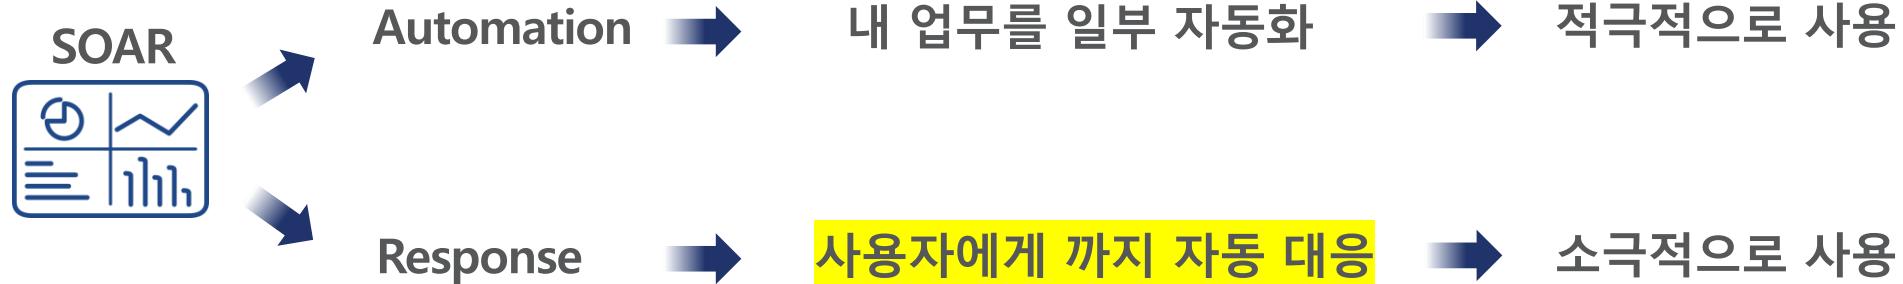 SOAR
Automation
내 업무를 일부 자동화
적극적으로 사용
Response
사용자에게 까지 자동 대응
소극적으로 사용